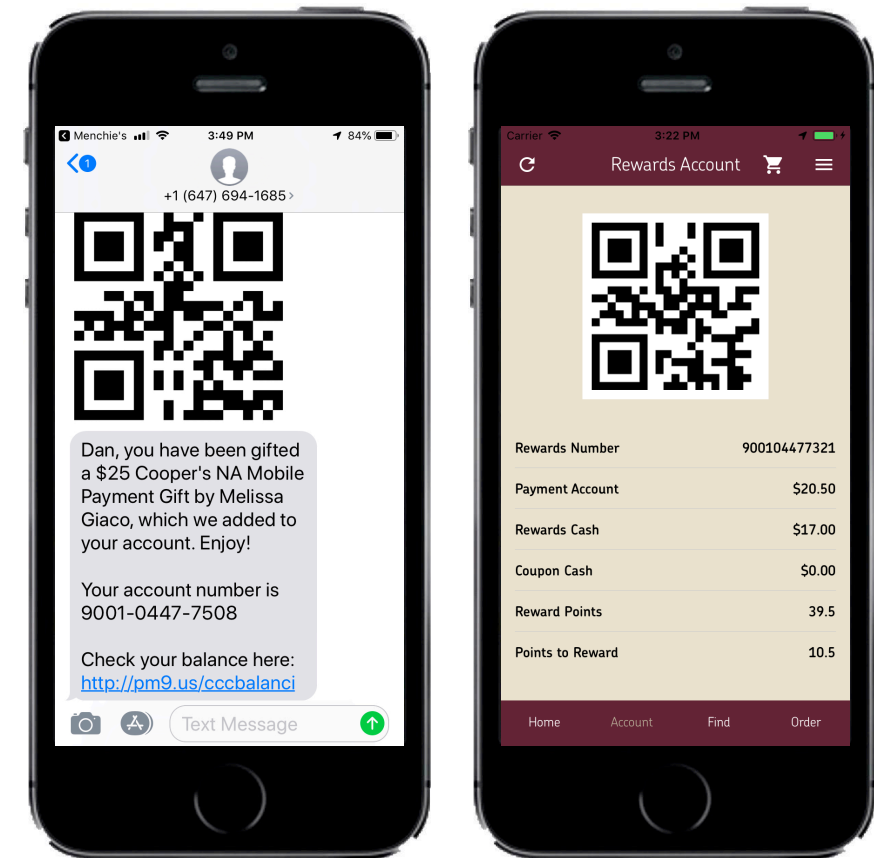 Menchie's 3:49 PM 84%
1
+1 (647) 694-1685 >
Dan, you have been gifted
a $25 Cooper's NA Mobile
Payment Gift by Melissa
Giaco, which we added to
your account. Enjoy!
Your account number is
9001-0447-7508
Check your balance here:
http://pm9.us/cccbalanci
Text Message
Carrier 3:22 PM
Rewards Account
Rewards Number 900104477321
Payment Account $20.50
Rewards Cash $17.00
Coupon Cash $0.00
Reward Points 39.5
Points to Reward 10.5
Home Account Find Order